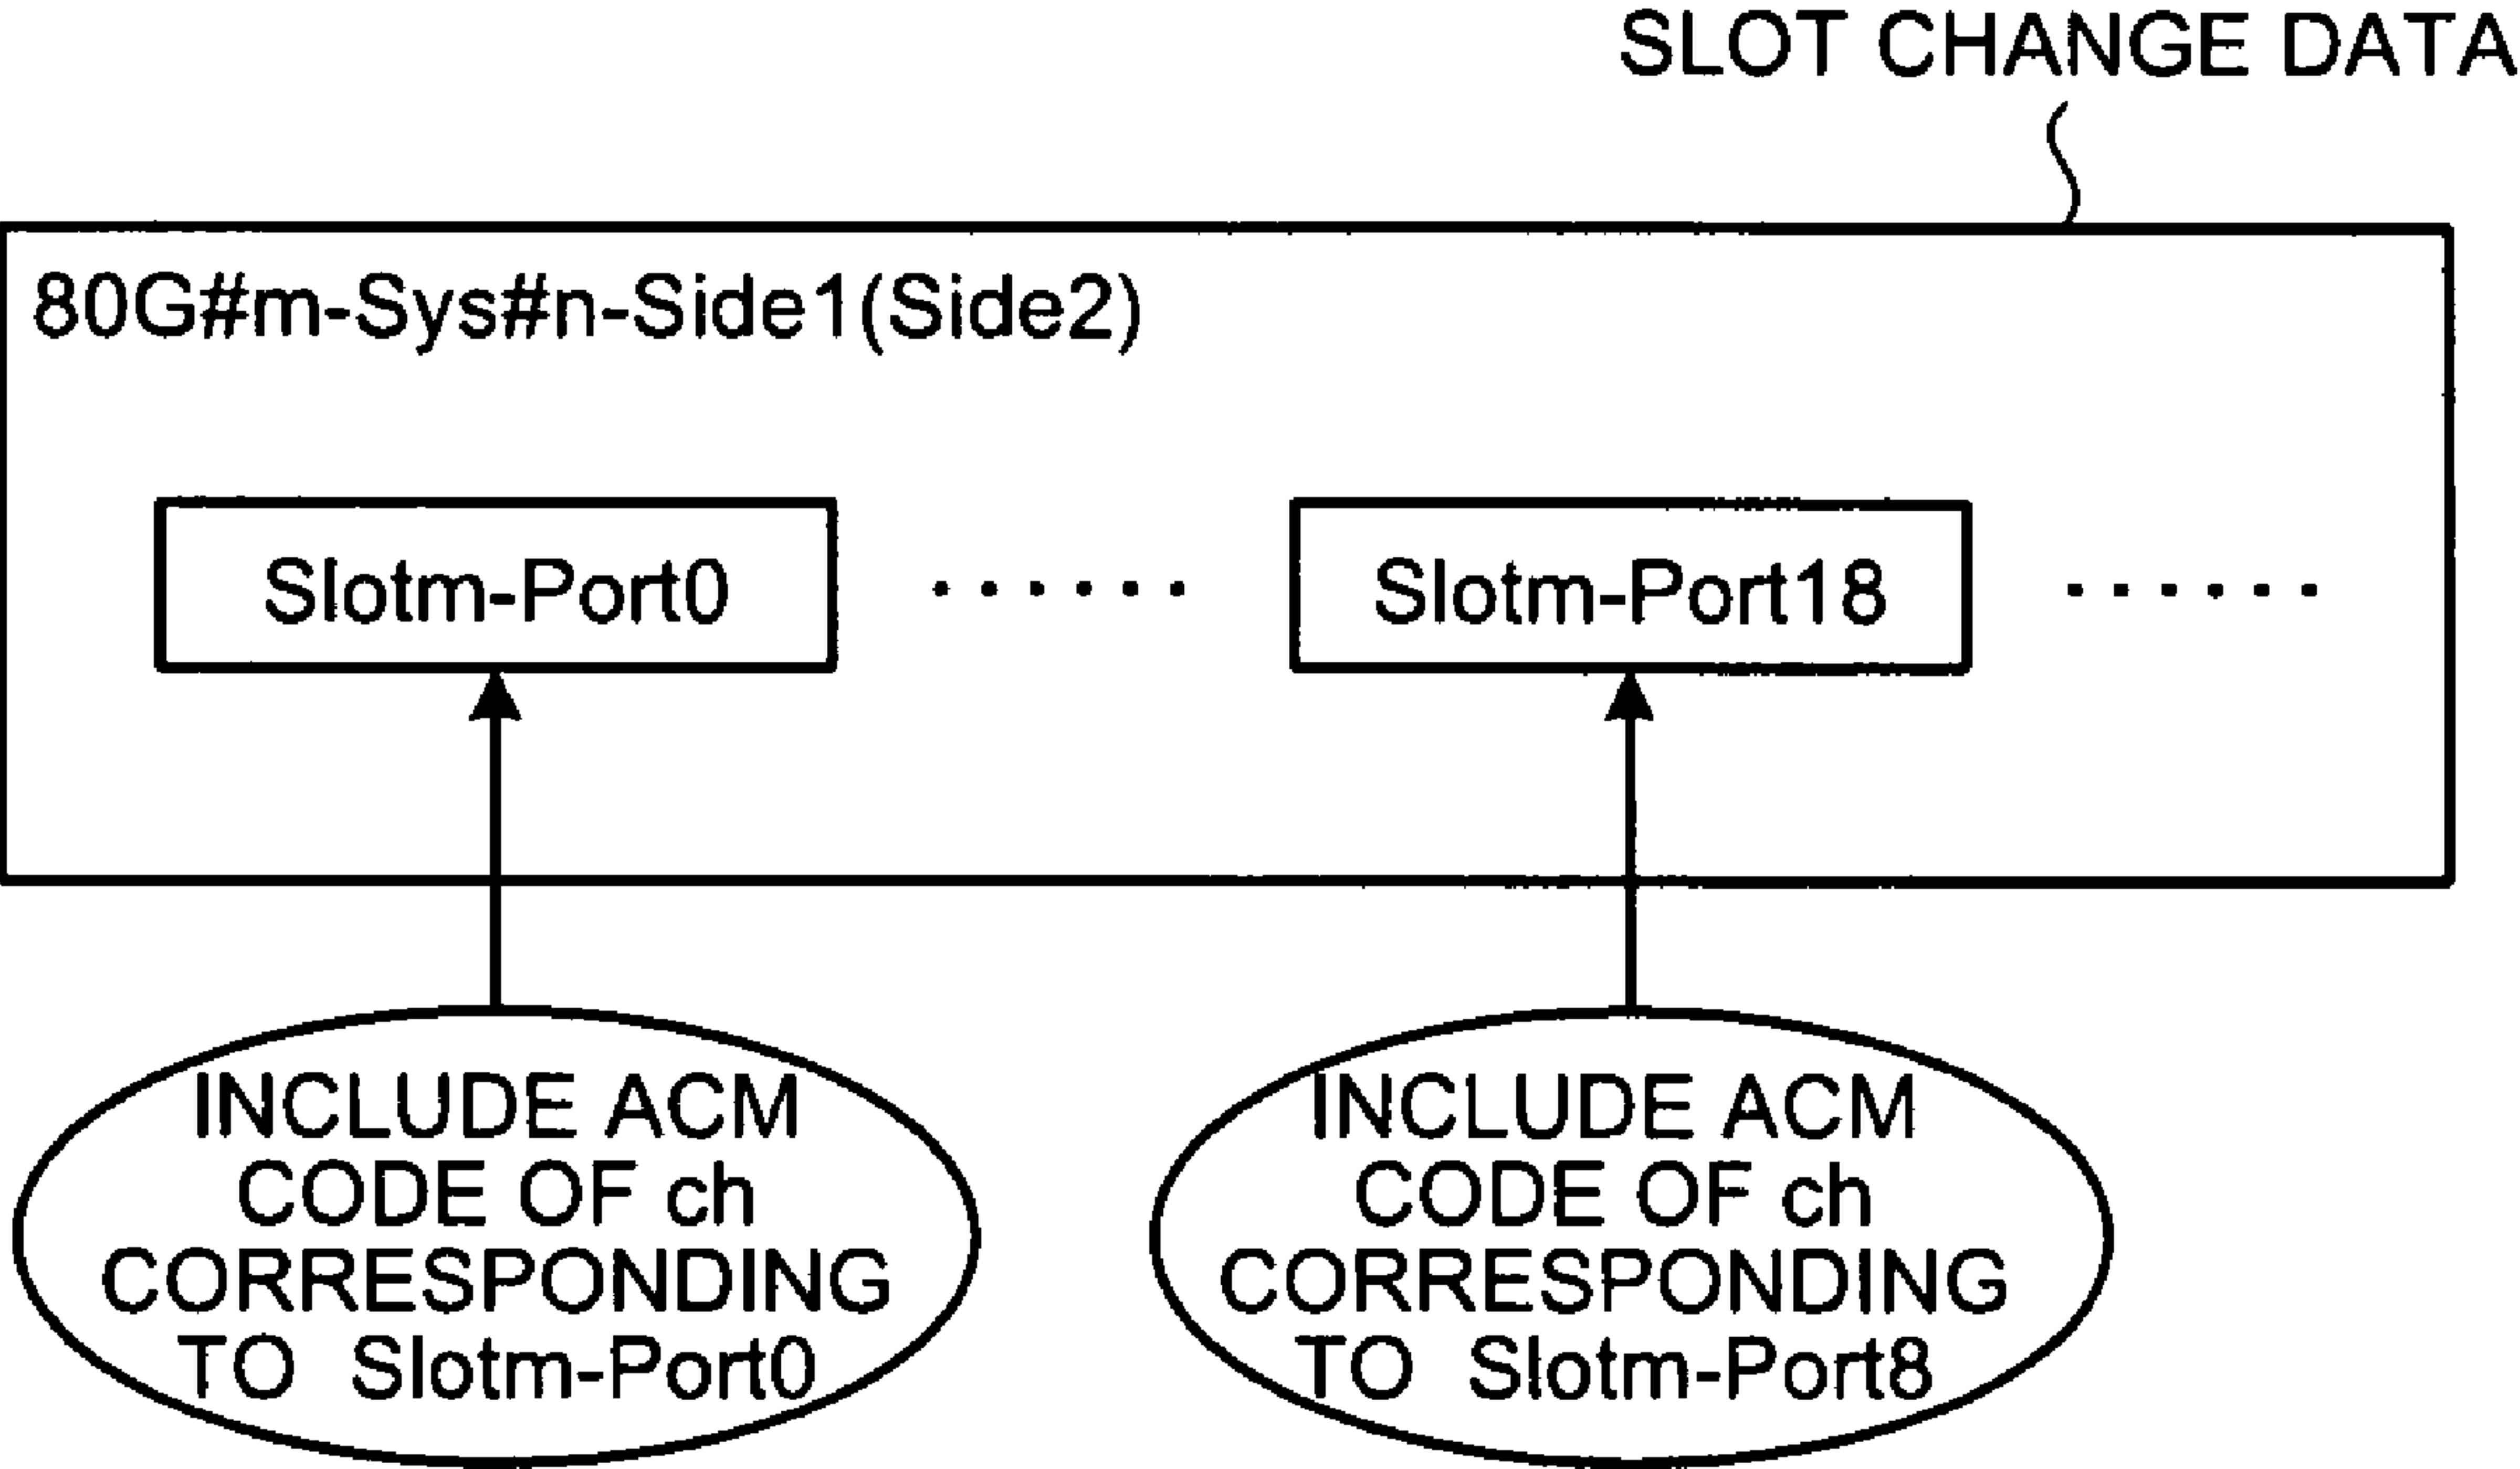 SLOT CHANGE DATA
80G#m-Sys#n-Side1(Side2)
Slotm-Port0 ...... Slotm-Port18 ......
INCLUDE ACM
CODE OF ch
CORRESPONDING
TO Slotm-Port0
INCLUDE ACM
CODE OF ch
CORRESPONDING
TO Slotm-Port8